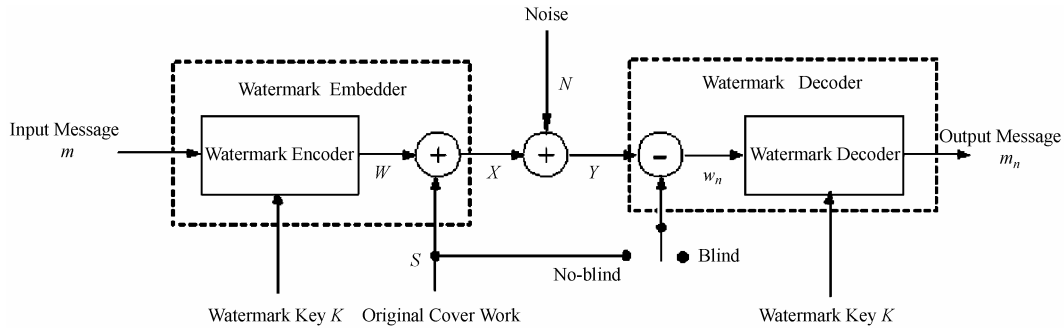 Noise
Watermark Embedder
Watermark Decoder
N
Input Message
m
Watermark Encoder
W
+
X
+
Y
-
w_n
Watermark Decoder
Output Message
m_n
S
No-blind
Blind
Watermark Key K
Original Cover Work
Watermark Key K